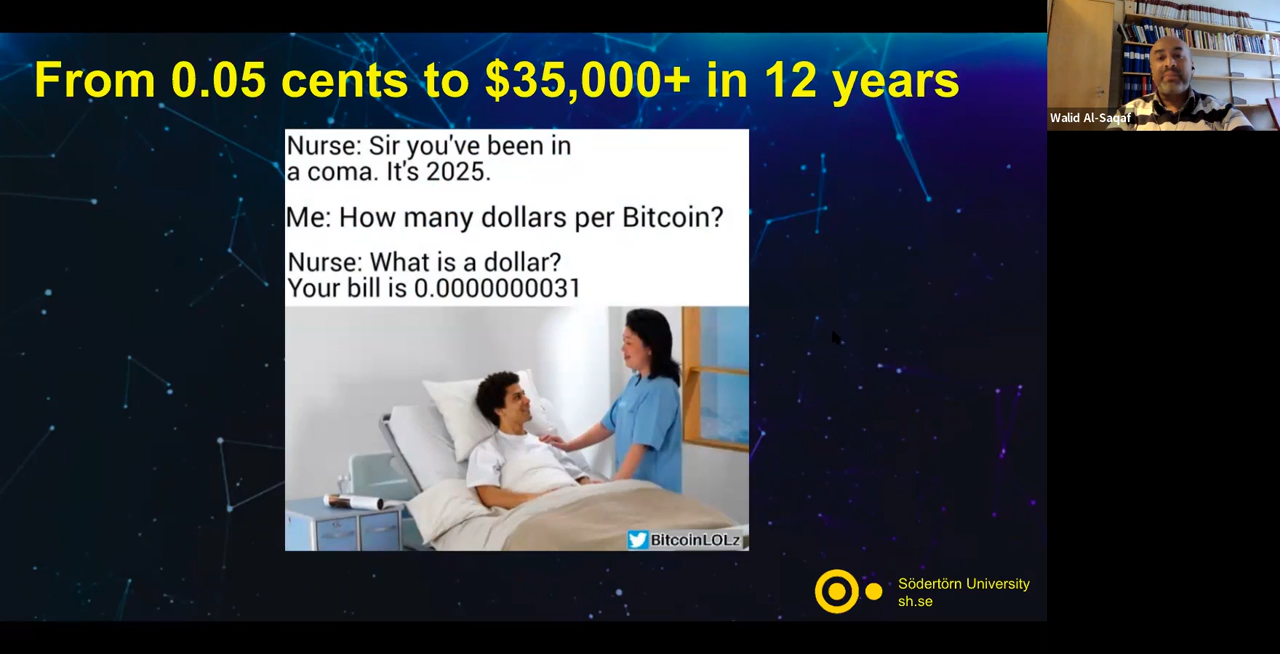 From 0.05 cents to $35,000+ in 12 years
Nurse: Sir you've been in
a coma. It's 2025.
Me: How many dollars per Bitcoin?
Nurse: What is a dollar?
Your bill is 0.0000000031
BitcoinLOLz
Södertörn University
sh.se
Walid Al-Saqaf